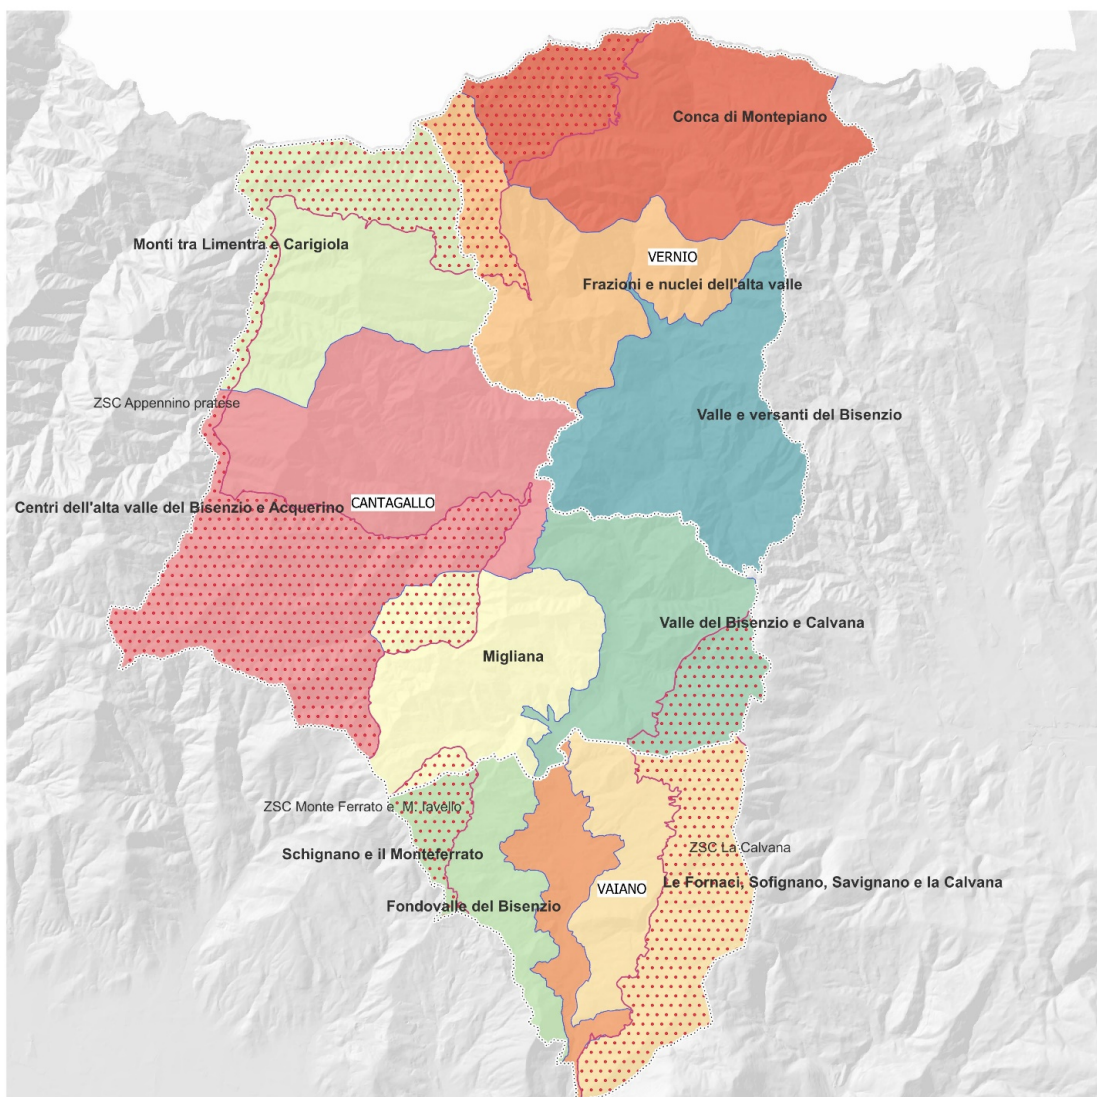 Conca di Montepiano
Monti tra Limentra e Carigiola
VERNIO
Frazioni e nuclei dell'alta valle
ZSC Appennino pratese
Valle e versanti del Bisenzio
CANTAGALLO
Centri dell'alta valle del Bisenzio e Acquerino
Valle del Bisenzio e Calvana
Migliana
ZSC Monte Ferrato e M. Iavello
ZSC La Calvana
Schignano e il Monteferrato
Le Fornaci, Sofignano, Savignano e la Calvana
VAIANO
Fondovalle del Bisenzio